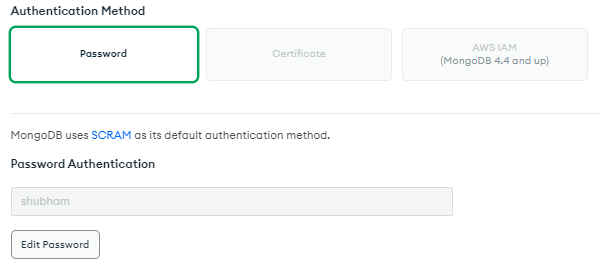 Authentication Method
Password
Certificate
AWS IAM
(MongoDB 4.4 and up)
MongoDB uses SCRAM as its default authentication method.
Password Authentication
shubham
Edit Password